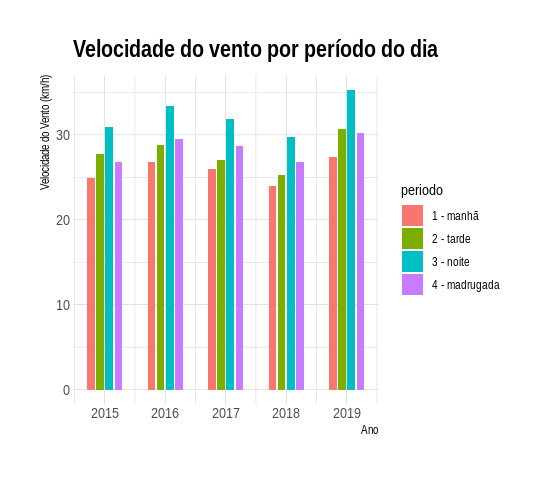 Velocidade do vento por período do dia
Velocidade do Vento (km/h)
30
20
10
0
2015 2016 2017 2018 2019
Ano
periodo
1 - manhã
2 - tarde
3 - noite
4 - madrugada